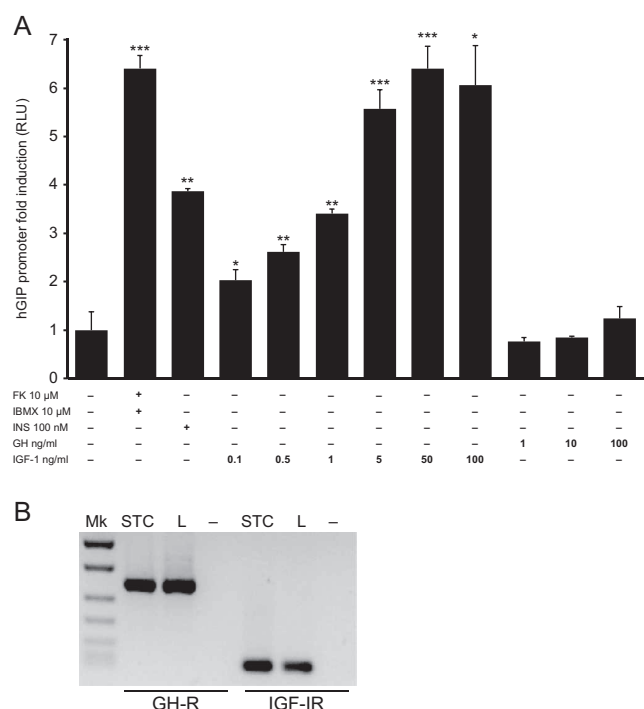 A
hGIP promoter fold induction (RLU)
7
6
5
4
3
2
1
0
*** ** * ** ** *** *** *
FK 10 µM – + – – – – – – – – – –
IBMX 10 µM – + – – – – – – – – – –
INS 100 nM – – + – – – – – – – – –
GH ng/ml – – – – – – – – – 1 10 100
IGF-1 ng/ml – – – 0.1 0.5 1 5 50 100 – – –
B
Mk STC L – STC L –
GH-R IGF-IR